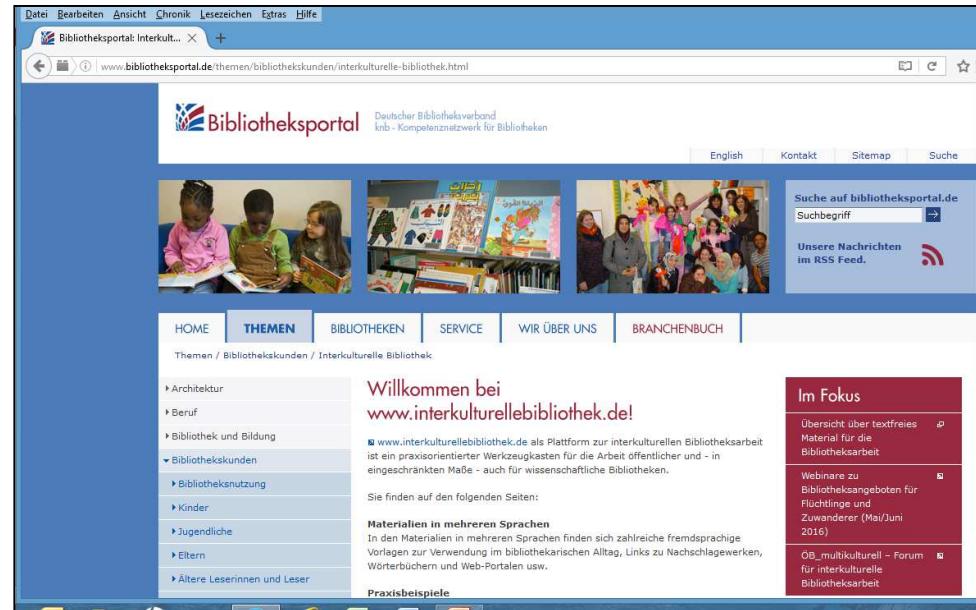 Datei Bearbeiten Ansicht Chronik Lesezeichen Extras Hilfe
Bibliotheksportal: Interkult...
www.bibliotheksportal.de/themen/bibliothekskunden/interkulturelle-bibliothek.html
Bibliotheksportal
Deutscher Bibliotheksverband
knb - Kompetenznetzwerk für Bibliotheken
English Kontakt Sitemap Suche
Suche auf bibliotheksportal.de
Suchbegriff
Unsere Nachrichten
im RSS Feed.
HOME THEMEN BIBLIOTHEKEN SERVICE WIR ÜBER UNS BRANCHENBUCH
Themen / Bibliothekskunden / Interkulturelle Bibliothek
Architektur
Beruf
Bibliothek und Bildung
Bibliothekskunden
Bibliotheksnutzung
Kinder
Jugendliche
Eltern
Ältere Leserinnen und Leser
Willkommen bei
www.interkulturellebibliothek.de!
www.interkulturellebibliothek.de als Plattform zur interkulturellen Bibliotheksarbeit
ist ein praxisorientierter Werkzeugkasten für die Arbeit öffentlicher und - in
eingeschränkten Maße - auch für wissenschaftliche Bibliotheken.
Sie finden auf den folgenden Seiten:
Materialien in mehreren Sprachen
In den Materialien in mehreren Sprachen finden sich zahlreiche fremdsprachige
Vorlagen zur Verwendung im bibliothekarischen Alltag, Links zu Nachschlagewerken,
Wörterbüchern und Web-Portalen usw.
Praxisbeispiele
Im Fokus
Übersicht über textfreies
Material für die
Bibliotheksarbeit
Webinare zu
Bibliotheksangeboten für
Flüchtlinge und
Zuwanderer (Mai/Juni
2016)
ÖB_multikulturell – Forum
für interkulturelle
Bibliotheksarbeit